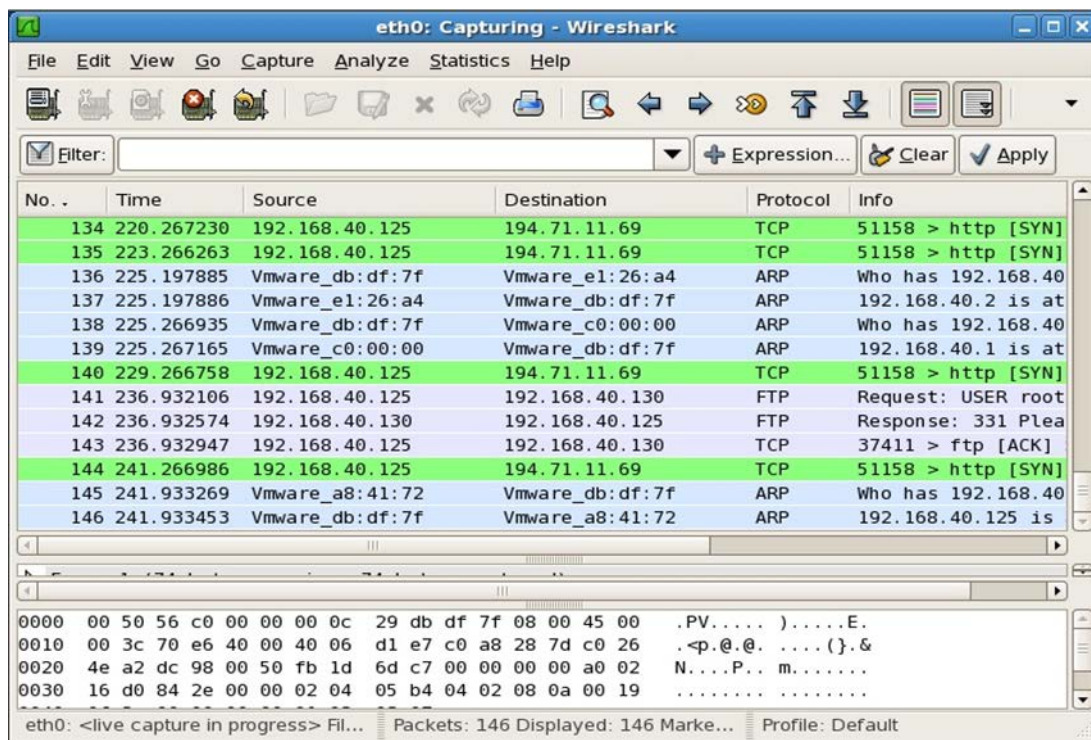 eth0: Capturing - Wireshark
File Edit View Go Capture Analyze Statistics Help
Filter: Expression... Clear Apply
No. . Time Source Destination Protocol Info
134 220.267230 192.168.40.125 194.71.11.69 TCP 51158 > http [SYN]
135 223.266263 192.168.40.125 194.71.11.69 TCP 51158 > http [SYN]
136 225.197885 Vmware_db:df:7f Vmware_e1:26:a4 ARP Who has 192.168.40
137 225.197886 Vmware_e1:26:a4 Vmware_db:df:7f ARP 192.168.40.2 is at
138 225.266935 Vmware_db:df:7f Vmware_c0:00:00 ARP Who has 192.168.40
139 225.267165 Vmware_c0:00:00 Vmware_db:df:7f ARP 192.168.40.1 is at
140 229.266758 192.168.40.125 194.71.11.69 TCP 51158 > http [SYN]
141 236.932106 192.168.40.125 192.168.40.130 FTP Request: USER root
142 236.932574 192.168.40.130 192.168.40.125 FTP Response: 331 Plea
143 236.932947 192.168.40.125 192.168.40.130 TCP 37411 > ftp [ACK]
144 241.266986 192.168.40.125 194.71.11.69 TCP 51158 > http [SYN]
145 241.933269 Vmware_a8:41:72 Vmware_db:df:7f ARP Who has 192.168.40
146 241.933453 Vmware_db:df:7f Vmware_a8:41:72 ARP 192.168.40.125 is
0000 00 50 56 c0 00 00 00 0c 29 db df 7f 08 00 45 00 .PV..... ).....E.
0010 00 3c 70 e6 40 00 40 06 d1 e7 c0 a8 28 7d c0 26 .<p.@.@. ....(}.&
0020 4e a2 dc 98 00 50 fb 1d 6d c7 00 00 00 00 a0 02 N....P.. m.......
0030 16 d0 84 2e 00 00 02 04 05 b4 04 02 08 0a 00 19 ........ ........
eth0: <live capture in progress> Fil... Packets: 146 Displayed: 146 Marke... Profile: Default